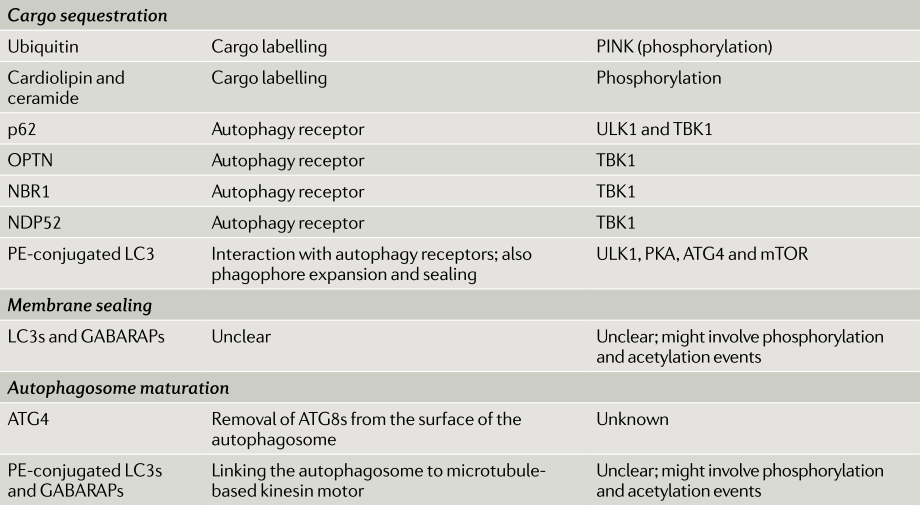 Cargo sequestration
Ubiquitin Cargo labelling PINK (phosphorylation)
Cardiolipin and Cargo labelling Phosphorylation
ceramide
p62 Autophagy receptor ULK1 and TBK1
OPTN Autophagy receptor TBK1
NBR1 Autophagy receptor TBK1
NDP52 Autophagy receptor TBK1
PE-conjugated LC3 Interaction with autophagy receptors; also ULK1, PKA, ATG4 and mTOR
phagophore expansion and sealing
Membrane sealing
LC3s and GABARAPs Unclear Unclear; might involve phosphorylation
and acetylation events
Autophagosome maturation
ATG4 Removal of ATG8s from the surface of the Unknown
autophagosome
PE-conjugated LC3s Linking the autophagosome to microtubule- Unclear; might involve phosphorylation
and GABARAPs based kinesin motor and acetylation events